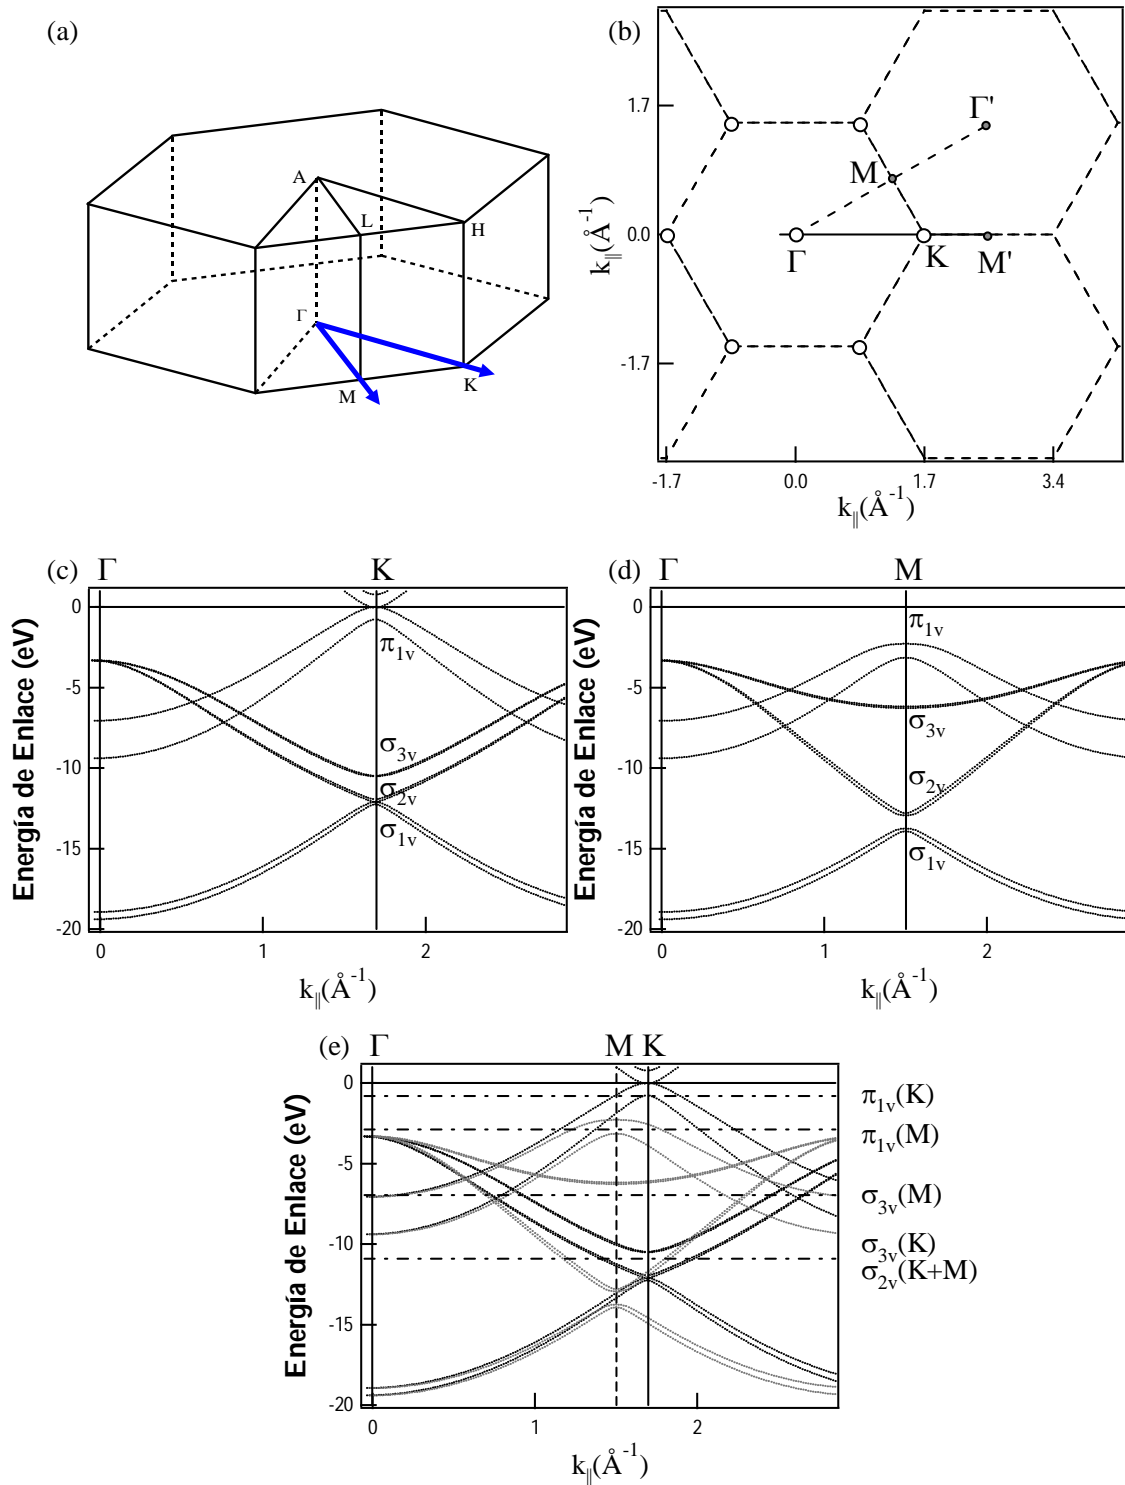 (a)
A
L
H
Γ
M
K
(b)
1.7
0.0
-1.7
k||(Å-1)
Γ'
M
Γ
K
M'
-1.7
0.0
1.7
3.4
k||(Å-1)
(c)
Γ
K
Energía de Enlace (eV)
0
-5
-10
-15
-20
π1v
σ3v
σ2v
σ1v
0
1
2
k||(Å-1)
(d)
Γ
M
Energía de Enlace (eV)
0
-5
-10
-15
-20
π1v
σ3v
σ2v
σ1v
0
1
2
k||(Å-1)
(e)
Γ
M K
Energía de Enlace (eV)
0
-5
-10
-15
-20
π1v(K)
π1v(M)
σ3v(M)
σ3v(K)
σ2v(K+M)
0
1
2
k||(Å-1)